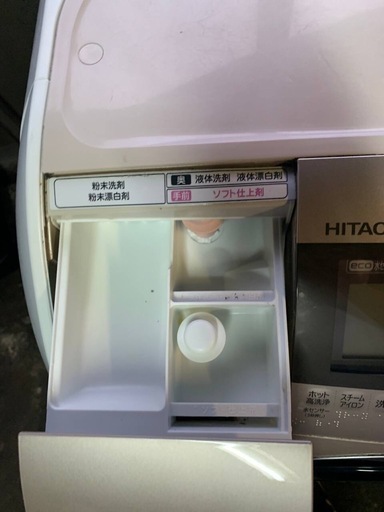 粉末洗剤
粉末漂白剤
奥 液体洗剤 液体漂白剤
手前 ソフト仕上剤
HITAC
eco
ホット
高洗浄
スチーム
アイロン